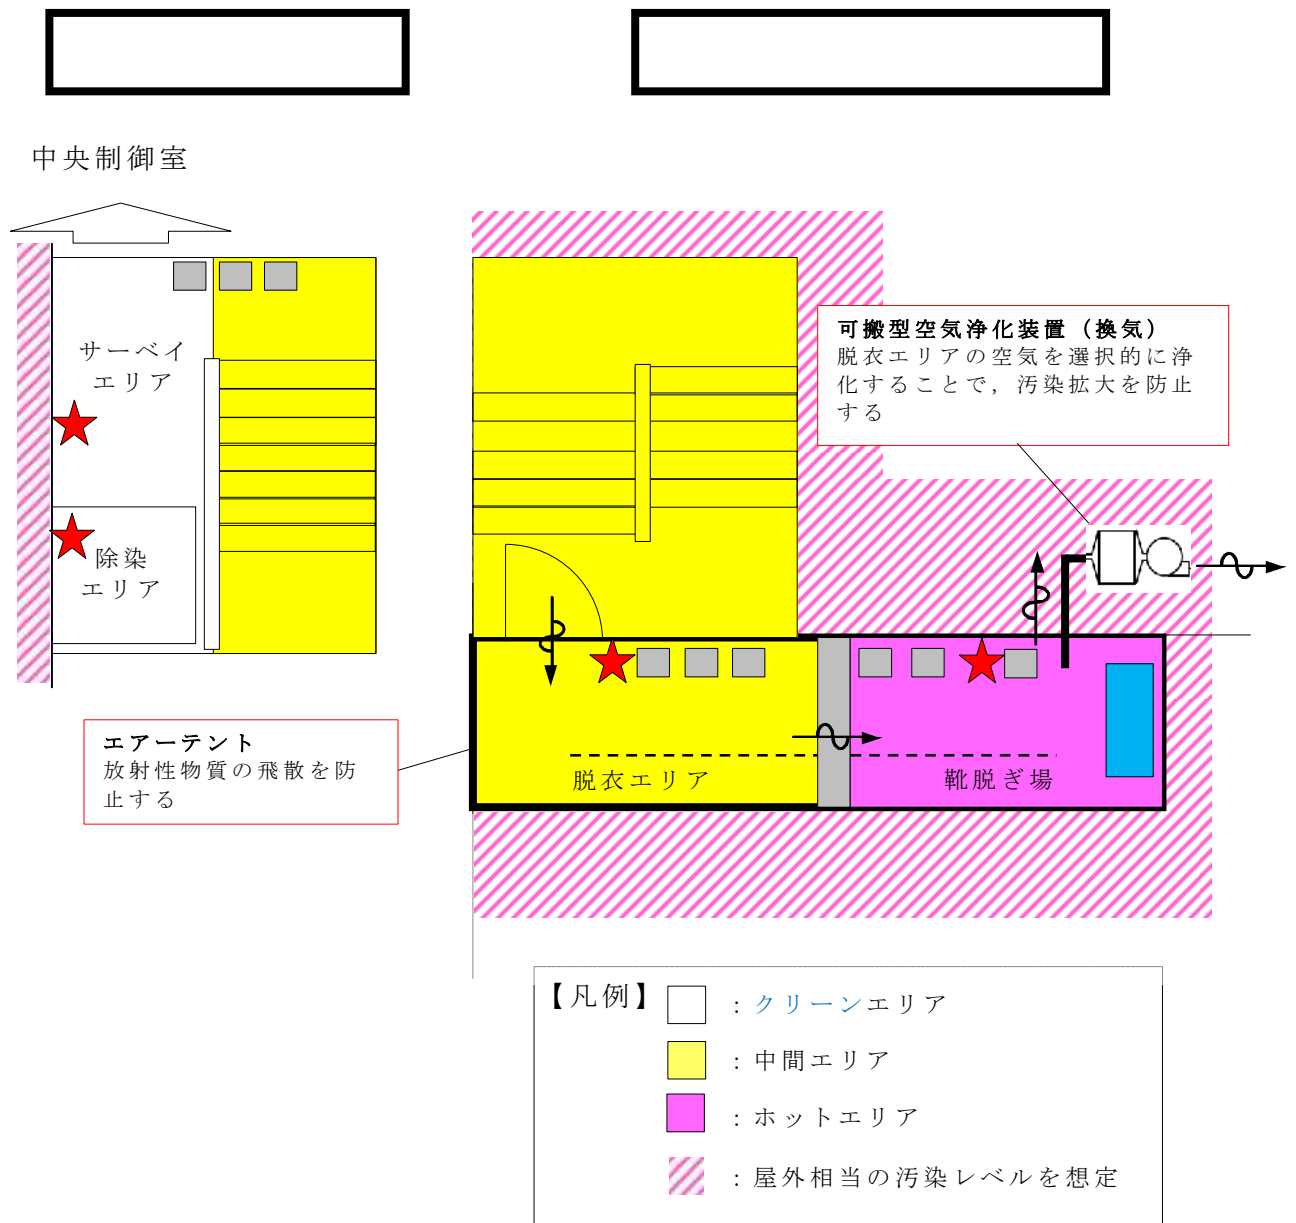 中央制御室
サーベイ
エリア
除染
エリア
可搬型空気浄化装置（換気）
脱衣エリアの空気を選択的に浄
化することで，汚染拡大を防止
する
エアーテント
放射性物質の飛散を防
止する
脱衣エリア
靴脱ぎ場
【凡例】
：クリーンエリア
：中間エリア
：ホットエリア
：屋外相当の汚染レベルを想定